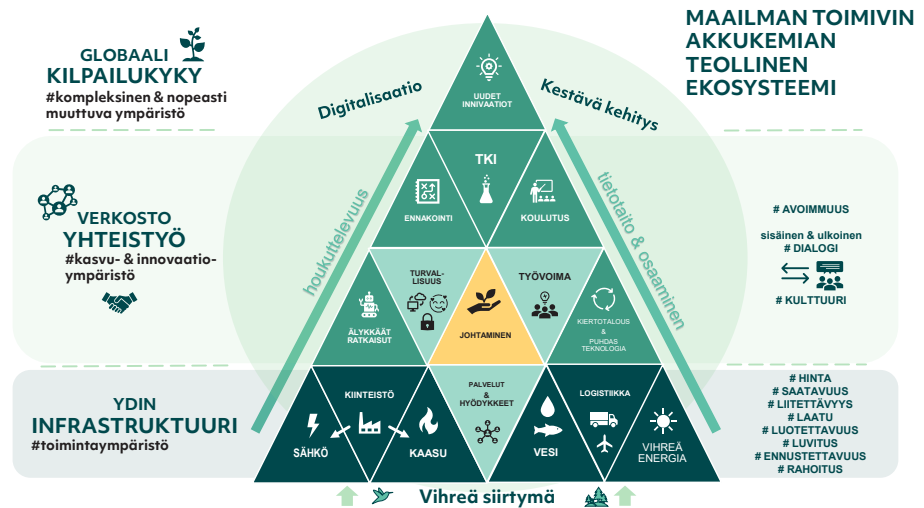 MAAILMAN TOIMIVIN
AKKUKEMIAN
TEOLLINEN
EKOSYSTEEMI
GLOBAALI
KILPAILUKYKY
#kompleksinen & nopeasti
muuttuva ympäristö
Digitalisaatio
Kestävä kehitys
UUDET
INNIVAATIOT
TKI
ENNAKOINTI
KOULUTUS
houkuttelevuus
tietotaito & osaaminen
VERKOSTO
YHTEISTYÖ
#kasvu- & innovaatio-
ympäristö
# AVOIMMUUS
sisäinen & ulkoinen
# DIALOGI
# KULTTUURI
ÄLYKKÄÄT
RATKAISUT
TURVAL-
LISUUS
JOHTAMINEN
TYÖVOIMA
KIERTOTALOUS
&
PUHDAS
TEKNOLOGIA
YDIN
INFRASTRUKTUURI
#toimintaympäristö
SÄHKÖ
KIINTEISTÖ
KAASU
PALVELUT
&
HYÖDYKKEET
VESI
LOGISTIIKKA
VIHREÄ
ENERGIA
# HINTA
# SAATAVUUS
# LIITETTÄVYYS
# LAATU
# LUOTETTAVUUS
# LUVITUS
# ENNUSTETTAVUUS
# RAHOITUS
Vihreä siirtymä